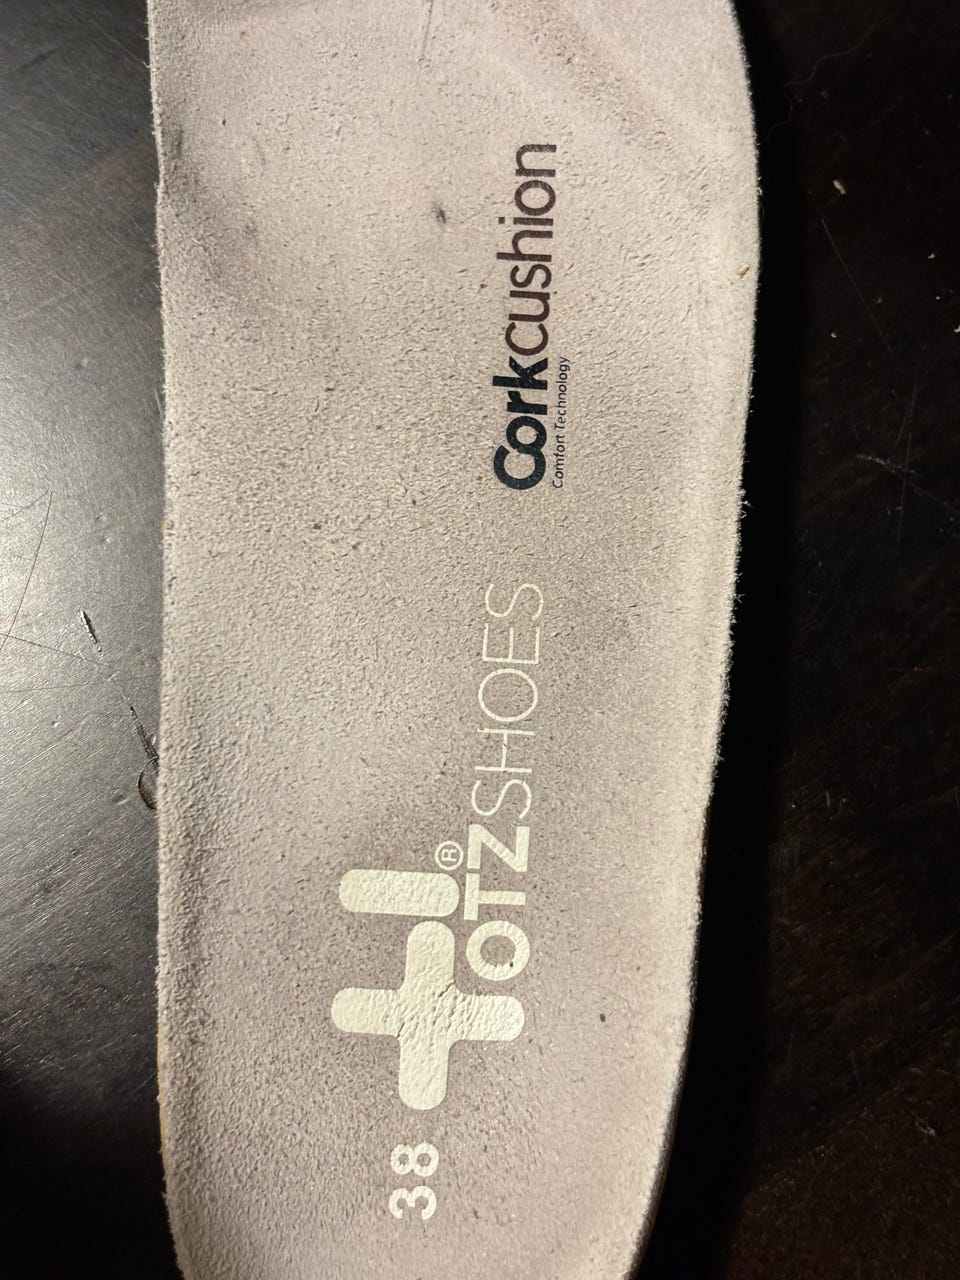 38
®
OTZSHOES
Corkcushion
Comfort Technology